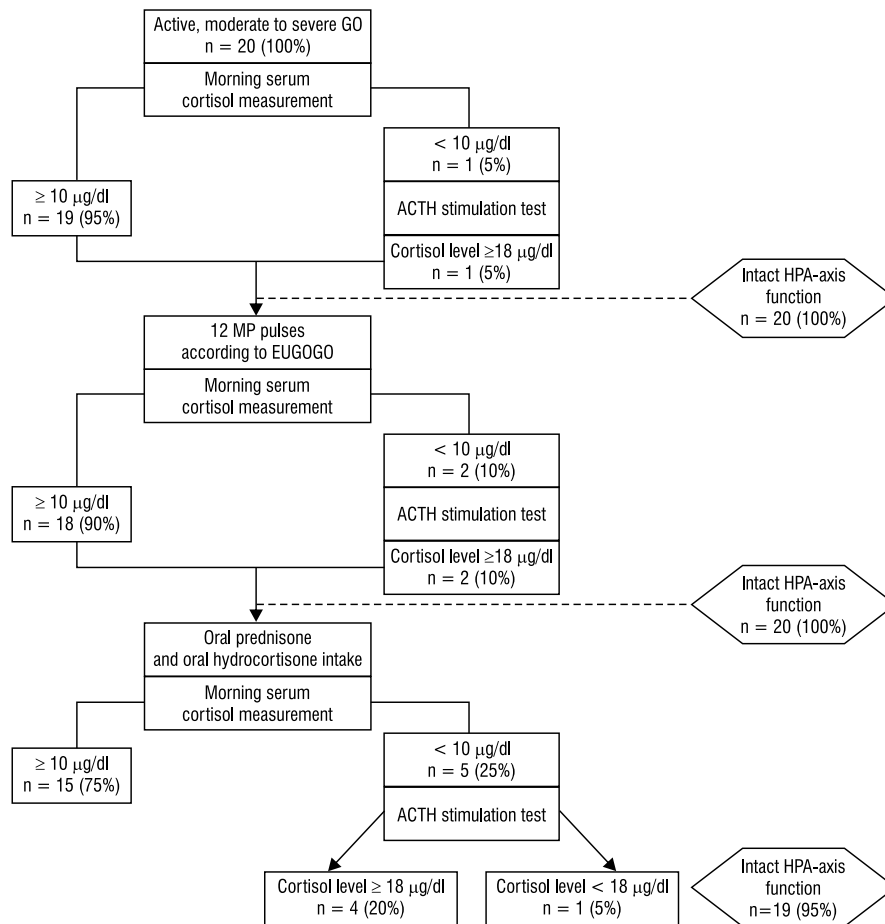 Active, moderate to severe GO
n = 20 (100%)
Morning serum
cortisol measurement
< 10 μg/dl
n = 1 (5%)
≥ 10 μg/dl
n = 19 (95%)
ACTH stimulation test
Cortisol level ≥18 μg/dl
n = 1 (5%)
Intact HPA-axis
function
n = 20 (100%)
12 MP pulses
according to EUGOGO
Morning serum
cortisol measurement
< 10 μg/dl
n = 2 (10%)
≥ 10 μg/dl
n = 18 (90%)
ACTH stimulation test
Cortisol level ≥18 μg/dl
n = 2 (10%)
Intact HPA-axis
function
n = 20 (100%)
Oral prednisone
and oral hydrocortisone intake
Morning serum
cortisol measurement
< 10 μg/dl
n = 5 (25%)
≥ 10 μg/dl
n = 15 (75%)
ACTH stimulation test
Cortisol level ≥ 18 μg/dl
n = 4 (20%)
Cortisol level < 18 μg/dl
n = 1 (5%)
Intact HPA-axis
function
n=19 (95%)